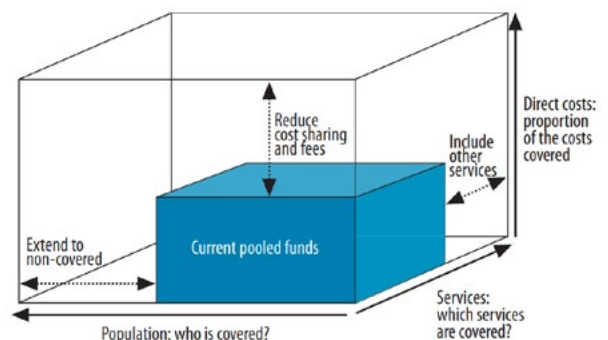 Reduce
cost sharing
and fees
Include
other
services
Direct costs:
proportion
of the costs
covered
Extend to
non-covered
Current pooled funds
Services:
which services
are covered?
Population: who is covered?